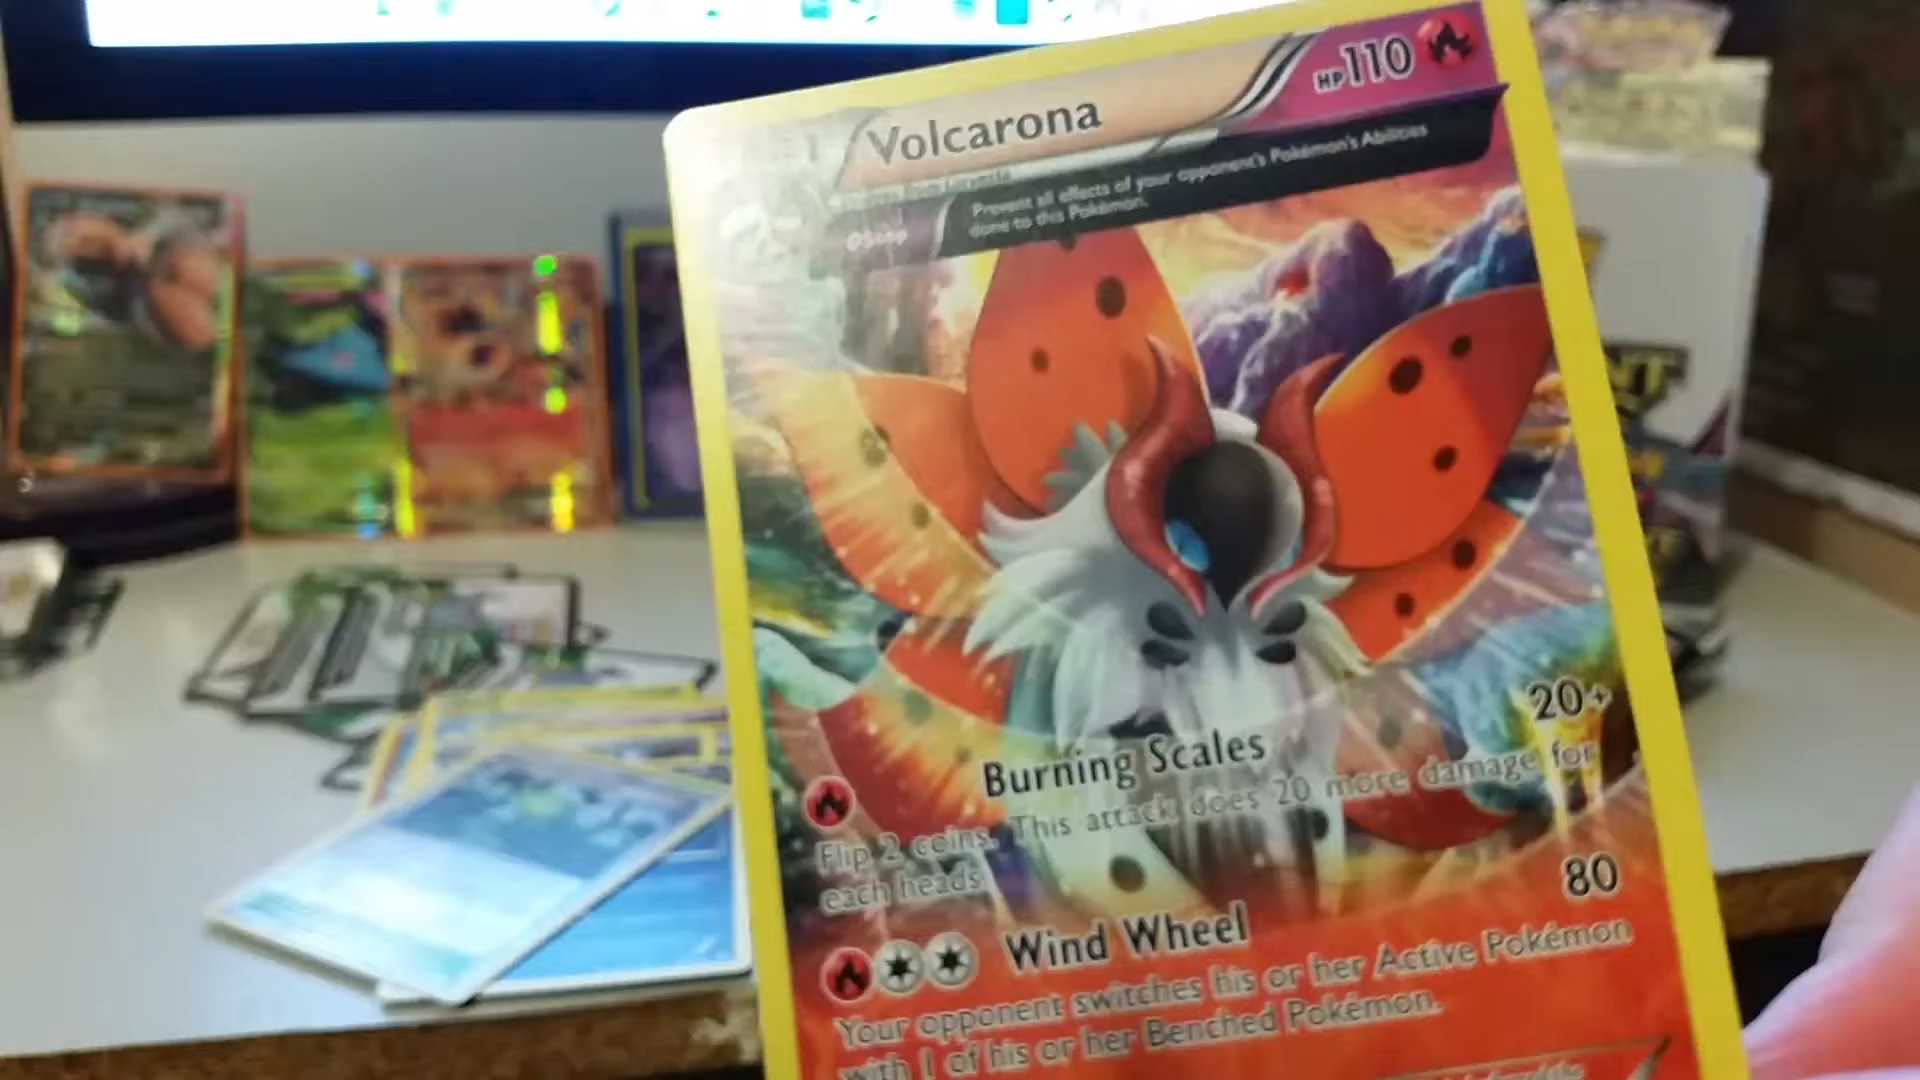 HP110
Volcarona
Prevent all effects of your opponent's Pokémon's Abilities
done to this Pokémon.
Burning Scales
20+
Flip 2 coins. This attack does 20 more damage for
each heads.
Wind Wheel
80
Your opponent switches his or her Active Pokémon
with 1 of his or her Benched Pokémon.